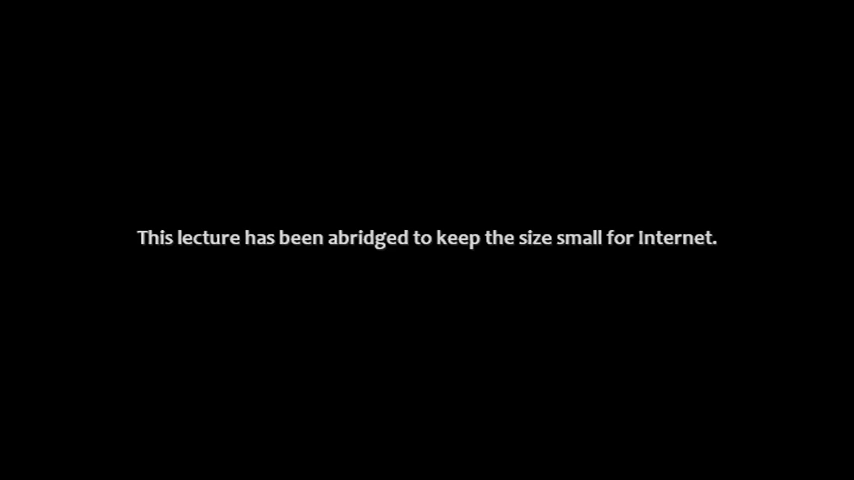 This lecture has been abridged to keep the size small for Internet.